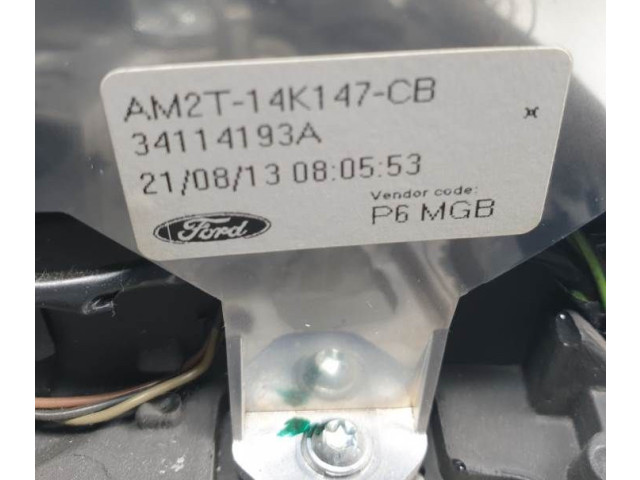 AM2T-14K147-CB
34114193A
21/08/13 08:05:53
Vendor code:
Ford
P6 MGB